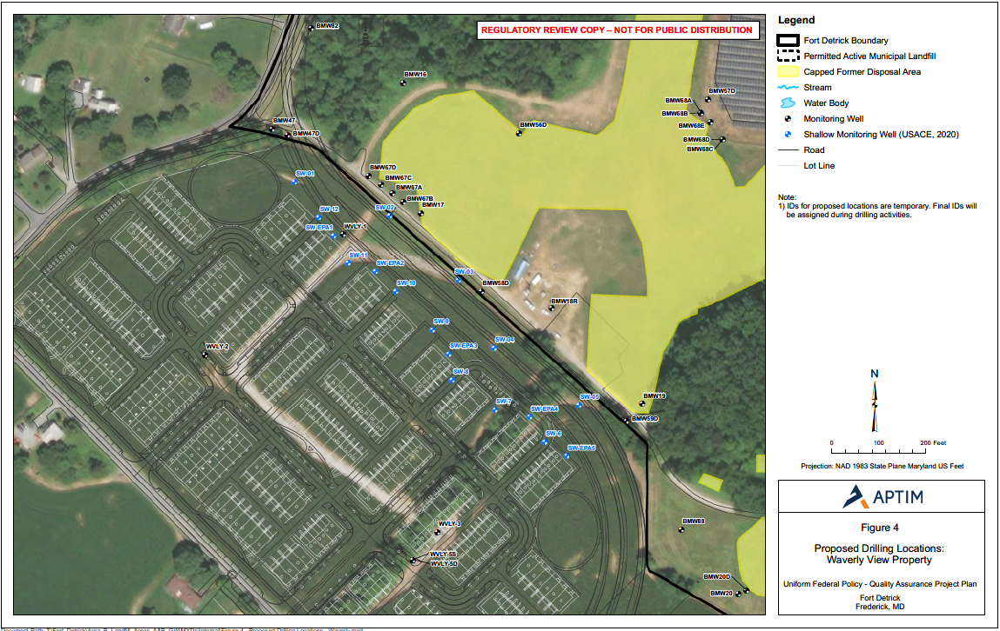 REGULATORY REVIEW COPY – NOT FOR PUBLIC DISTRIBUTION
BMW82
BMW16
BMW57D
BMW68A
BMW68B
BMW68E
BMW68D
BMW68C
BMW56D
BMW47
BMW47D
BMW67D
BMW67C
BMW67A
BMW67B
BMW17
SW-01
SW-02
SW-12
SW-EPA1
WVLY-1
SW-11
SW-EPA2
SW-03
SW-10
BMW58D
BMW18R
SW-9
SW-04
SW-EPA3
WVLY-2
SW-8
SW-7
SW-05
BMW19
SW-EPA4
BMW59D
SW-6
SW-EPA5
WVLY-3
BMW88
WVLY-5S
WVLY-5D
BMW20D
BMW20
Legend
Fort Detrick Boundary
Permitted Active Municipal Landfill
Capped Former Disposal Area
Stream
Water Body
Monitoring Well
Shallow Monitoring Well (USACE, 2020)
Road
Lot Line
Note:
1) IDs for proposed locations are temporary. Final IDs will
be assigned during drilling activities.
N
0 100 200 Feet
Projection: NAD 1983 State Plane Maryland US Feet
APTIM
Figure 4
Proposed Drilling Locations:
Waverly View Property
Uniform Federal Policy - Quality Assurance Project Plan
Fort Detrick
Frederick, MD